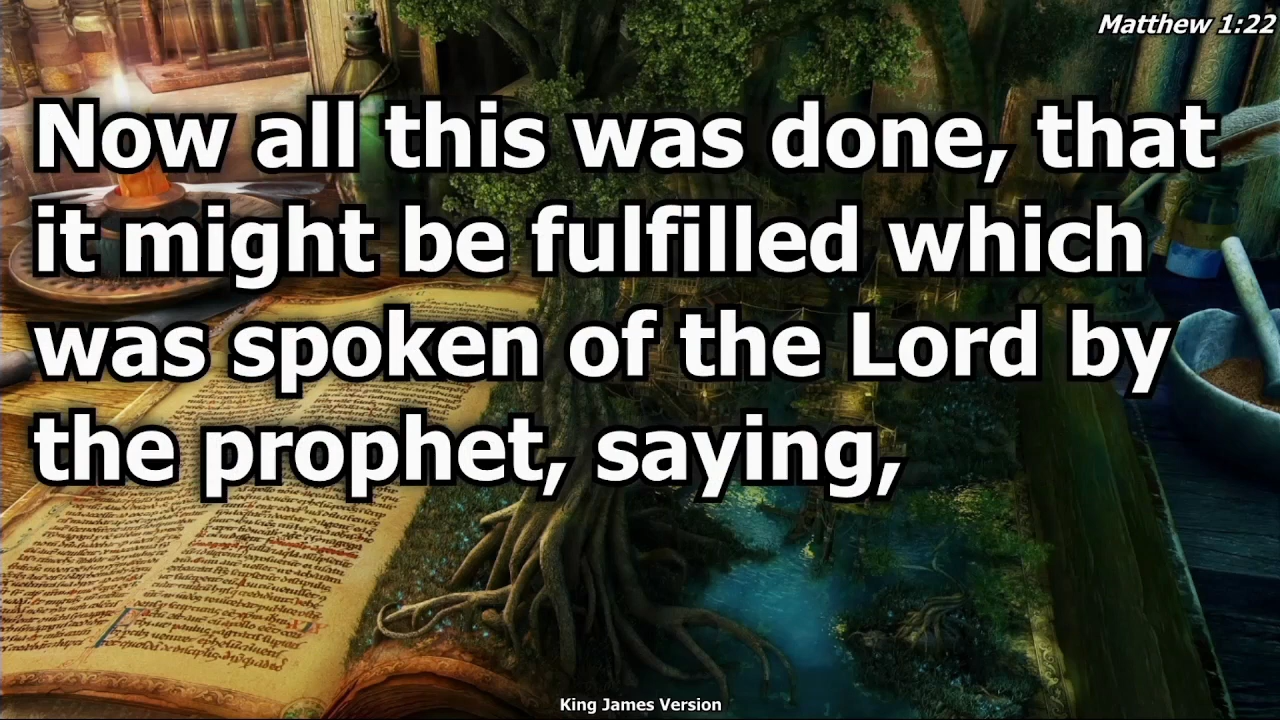 Matthew 1:22
Now all this was done, that
it might be fulfilled which
was spoken of the Lord by
the prophet, saying,
King James Version